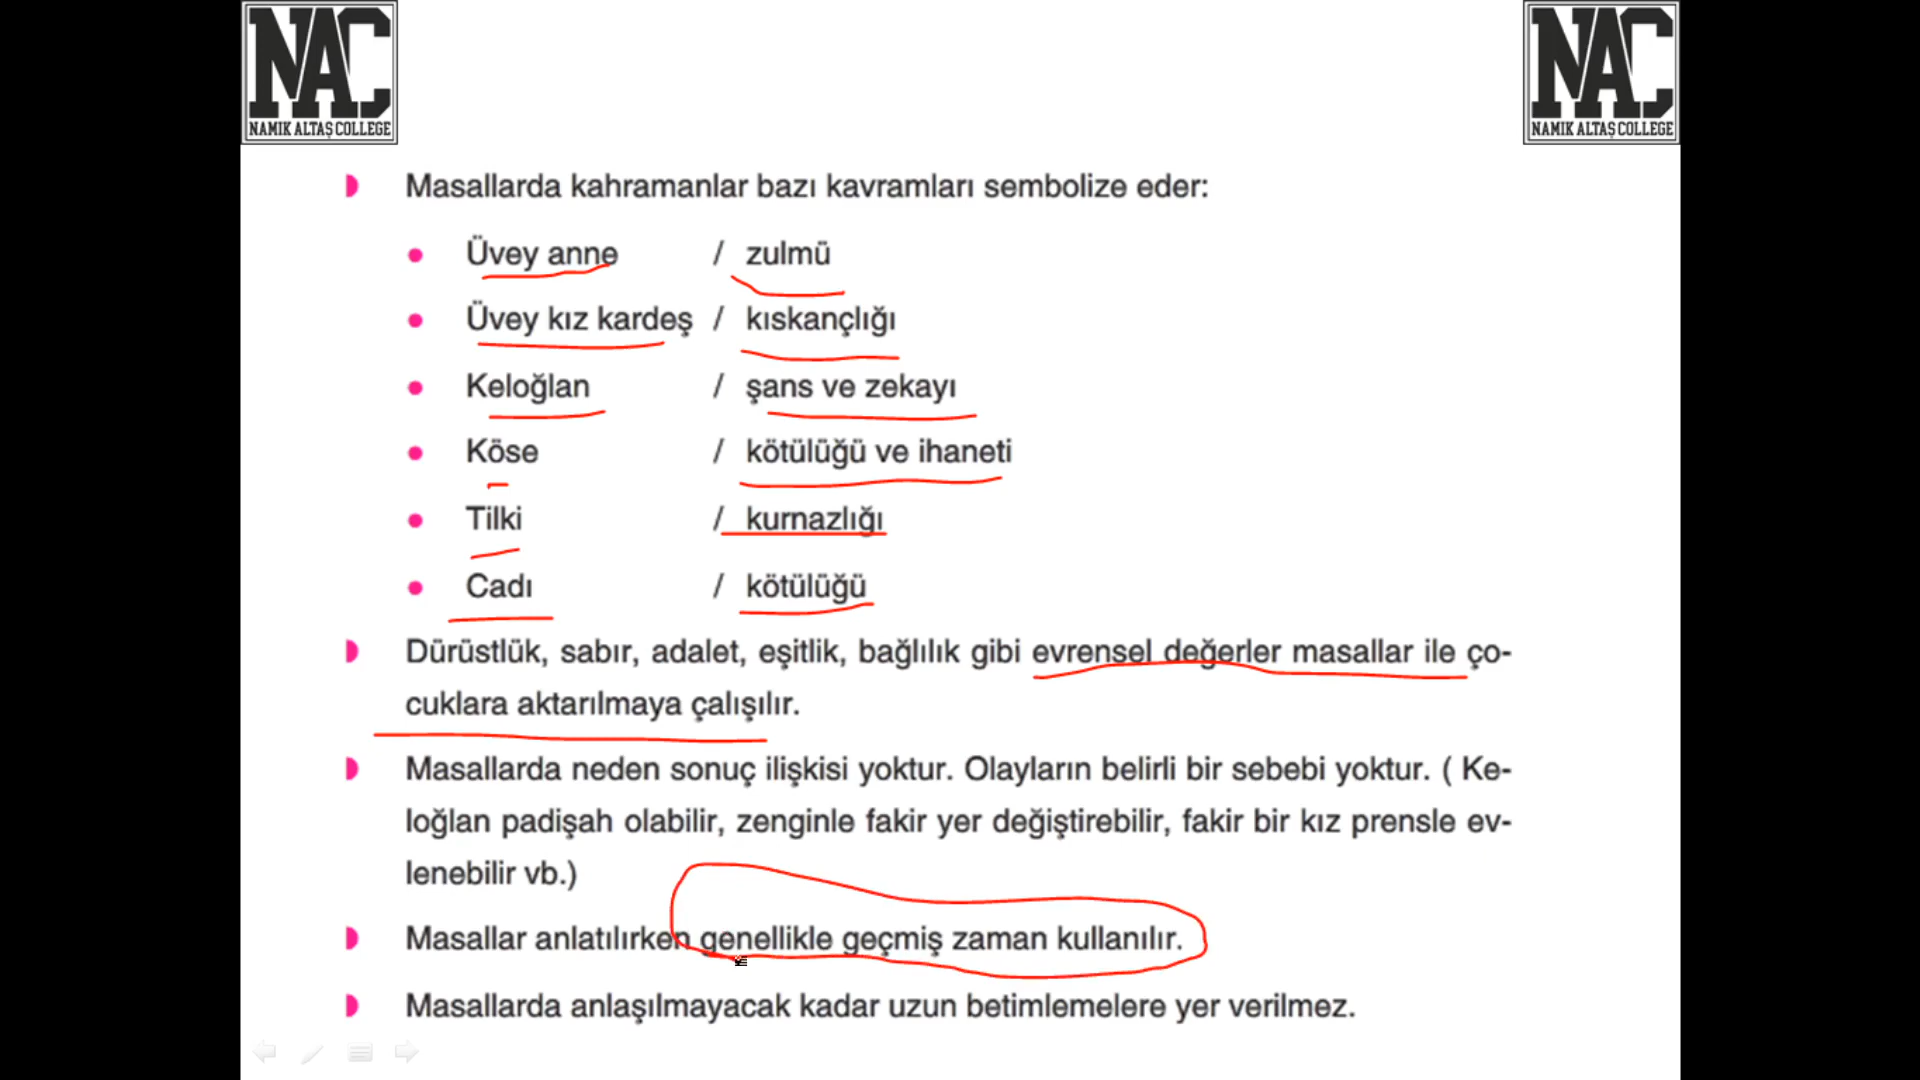 NAC NAC
NAMIK ALTAŞ COLLEGE NAMIK ALTAŞ COLLEGE
Masallarda kahramanlar bazı kavramları sembolize eder:
Üvey anne / zulmü
Üvey kız kardeş / kıskançlığı
Keloğlan / şans ve zekayı
Köse / kötülüğü ve ihaneti
Tilki / kurnazlığı
Cadı / kötülüğü
Dürüstlük, sabır, adalet, eşitlik, bağlılık gibi evrensel değerler masallar ile ço-
cuklara aktarılmaya çalışılır.
Masallarda neden sonuç ilişkisi yoktur. Olayların belirli bir sebebi yoktur. ( Ke-
loğlan padişah olabilir, zenginle fakir yer değiştirebilir, fakir bir kız prensle ev-
lenebilir vb.)
Masallar anlatılırken genellikle geçmiş zaman kullanılır.
Masallarda anlaşılmayacak kadar uzun betimlemelere yer verilmez.